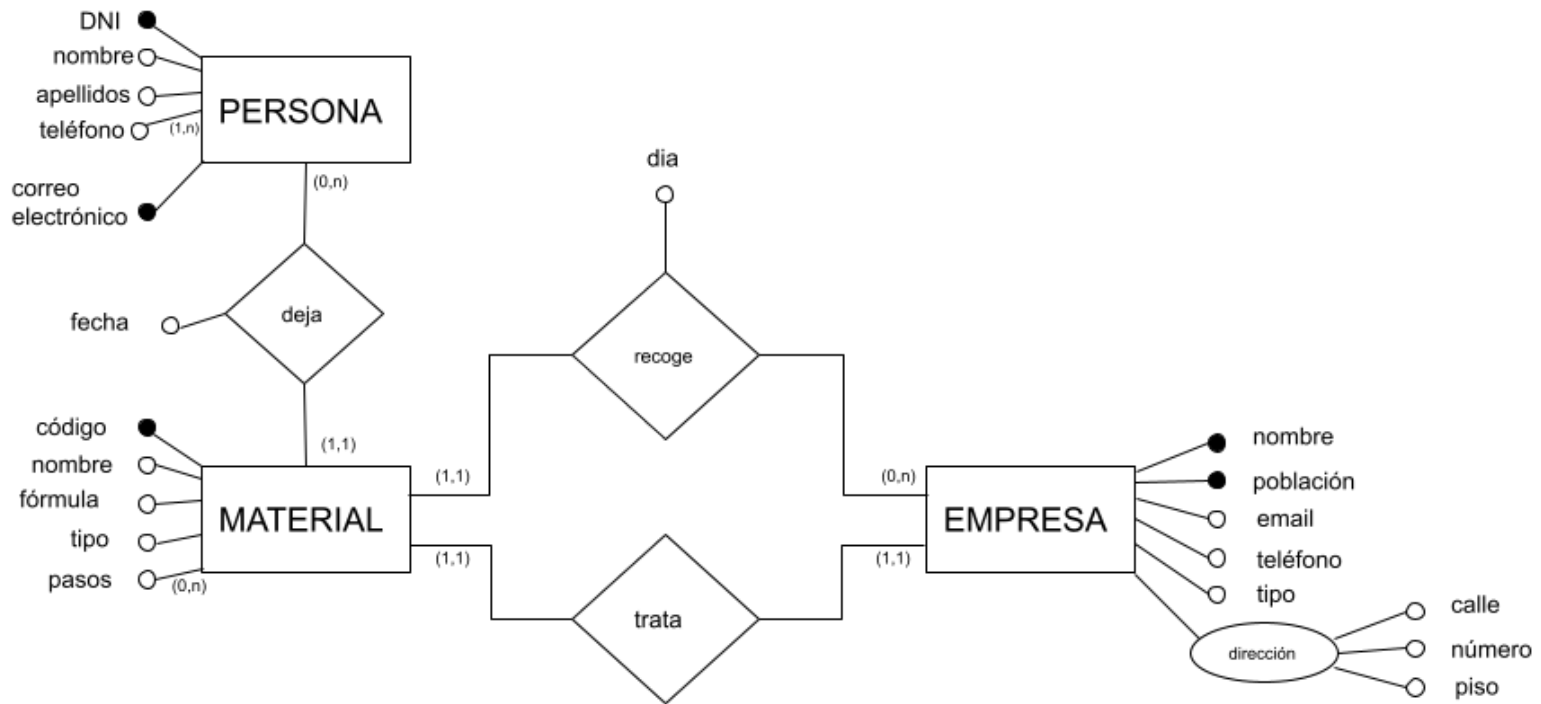 DNI
nombre
apellidos
teléfono
(1,n)
PERSONA
correo
electrónico
(0,n)
dia
fecha
deja
recoge
código
nombre
fórmula
tipo
pasos
(0,n)
(1,1)
MATERIAL
(1,1)
(1,1)
(0,n)
(1,1)
EMPRESA
trata
nombre
población
email
teléfono
tipo
dirección
calle
número
piso